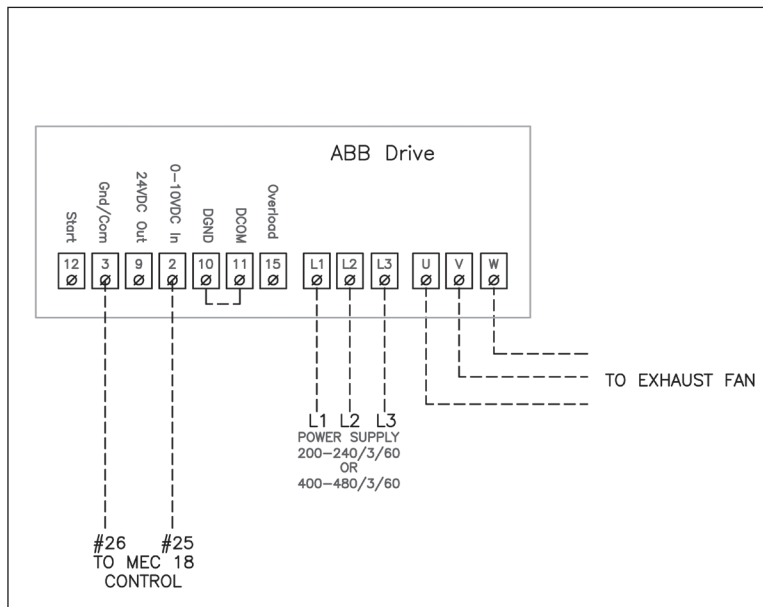 ABB Drive
Start
Gnd/Com
24VDC Out
0-10VDC In
DGND
DCOM
Overload
12 3 9 2 10 11 15 L1 L2 L3 U V W
TO EXHAUST FAN
L1 L2 L3
POWER SUPPLY
200-240/3/60
OR
400-480/3/60
#26 #25
TO MEC 18
CONTROL